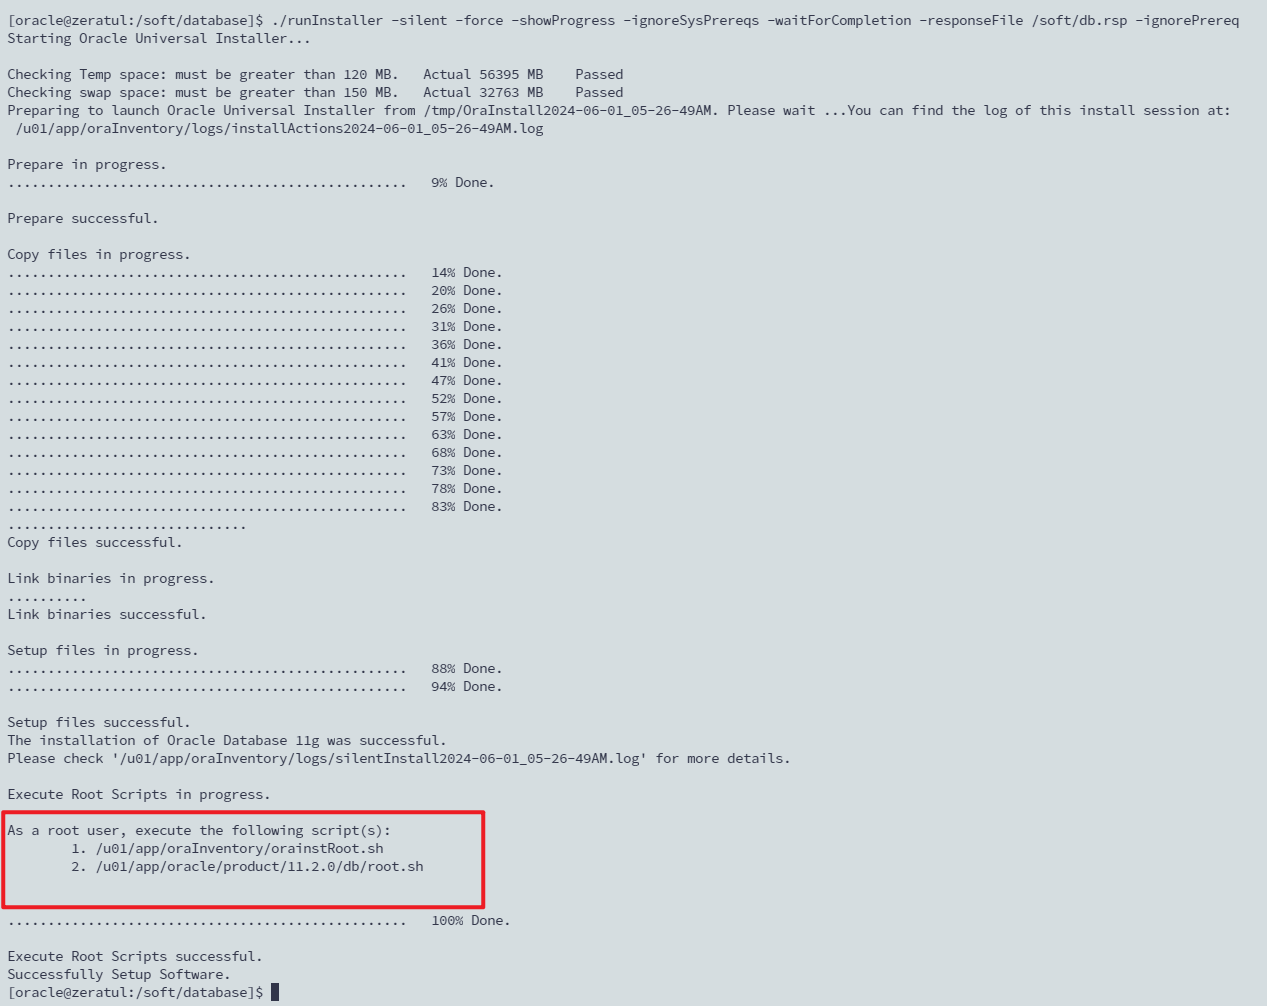 [oracle@zeratul:/soft/database]$ ./runInstaller -silent -force -showProgress -ignoreSysPrereqs -waitForCompletion -responseFile /soft/db.rsp -ignorePrereq
Starting Oracle Universal Installer...
Checking Temp space: must be greater than 120 MB.   Actual 56395 MB    Passed
Checking swap space: must be greater than 150 MB.   Actual 32763 MB    Passed
Preparing to launch Oracle Universal Installer from /tmp/OraInstall2024-06-01_05-26-49AM. Please wait ...You can find the log of this install session at:
 /u01/app/oraInventory/logs/installActions2024-06-01_05-26-49AM.log
Prepare in progress.
..................................................   9% Done.
Prepare successful.
Copy files in progress.
..................................................   14% Done.
..................................................   20% Done.
..................................................   26% Done.
..................................................   31% Done.
..................................................   36% Done.
..................................................   41% Done.
..................................................   47% Done.
..................................................   52% Done.
..................................................   57% Done.
..................................................   63% Done.
..................................................   68% Done.
..................................................   73% Done.
..................................................   78% Done.
..................................................   83% Done.
..............................
Copy files successful.
Link binaries in progress.
..........
Link binaries successful.
Setup files in progress.
..................................................   88% Done.
..................................................   94% Done.
Setup files successful.
The installation of Oracle Database 11g was successful.
Please check '/u01/app/oraInventory/logs/silentInstall2024-06-01_05-26-49AM.log' for more details.
Execute Root Scripts in progress.
As a root user, execute the following script(s):
        1. /u01/app/oraInventory/orainstRoot.sh
        2. /u01/app/oracle/product/11.2.0/db/root.sh
..................................................   100% Done.
Execute Root Scripts successful.
Successfully Setup Software.
[oracle@zeratul:/soft/database]$